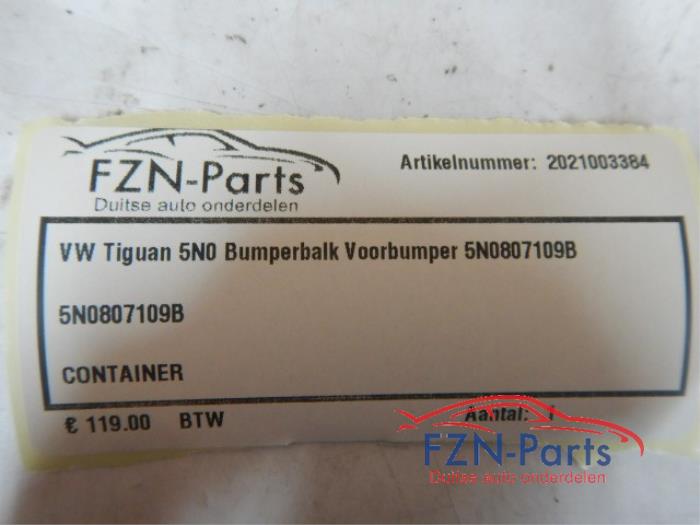 FZN-Parts
Duitse auto onderdelen
Artikelnummer: 2021003384
VW Tiguan 5N0 Bumperbalk Voorbumper 5N0807109B
5N0807109B
CONTAINER
€ 119.00 BTW
Aantal: 1
FZN-Parts
Duitse auto onderdelen